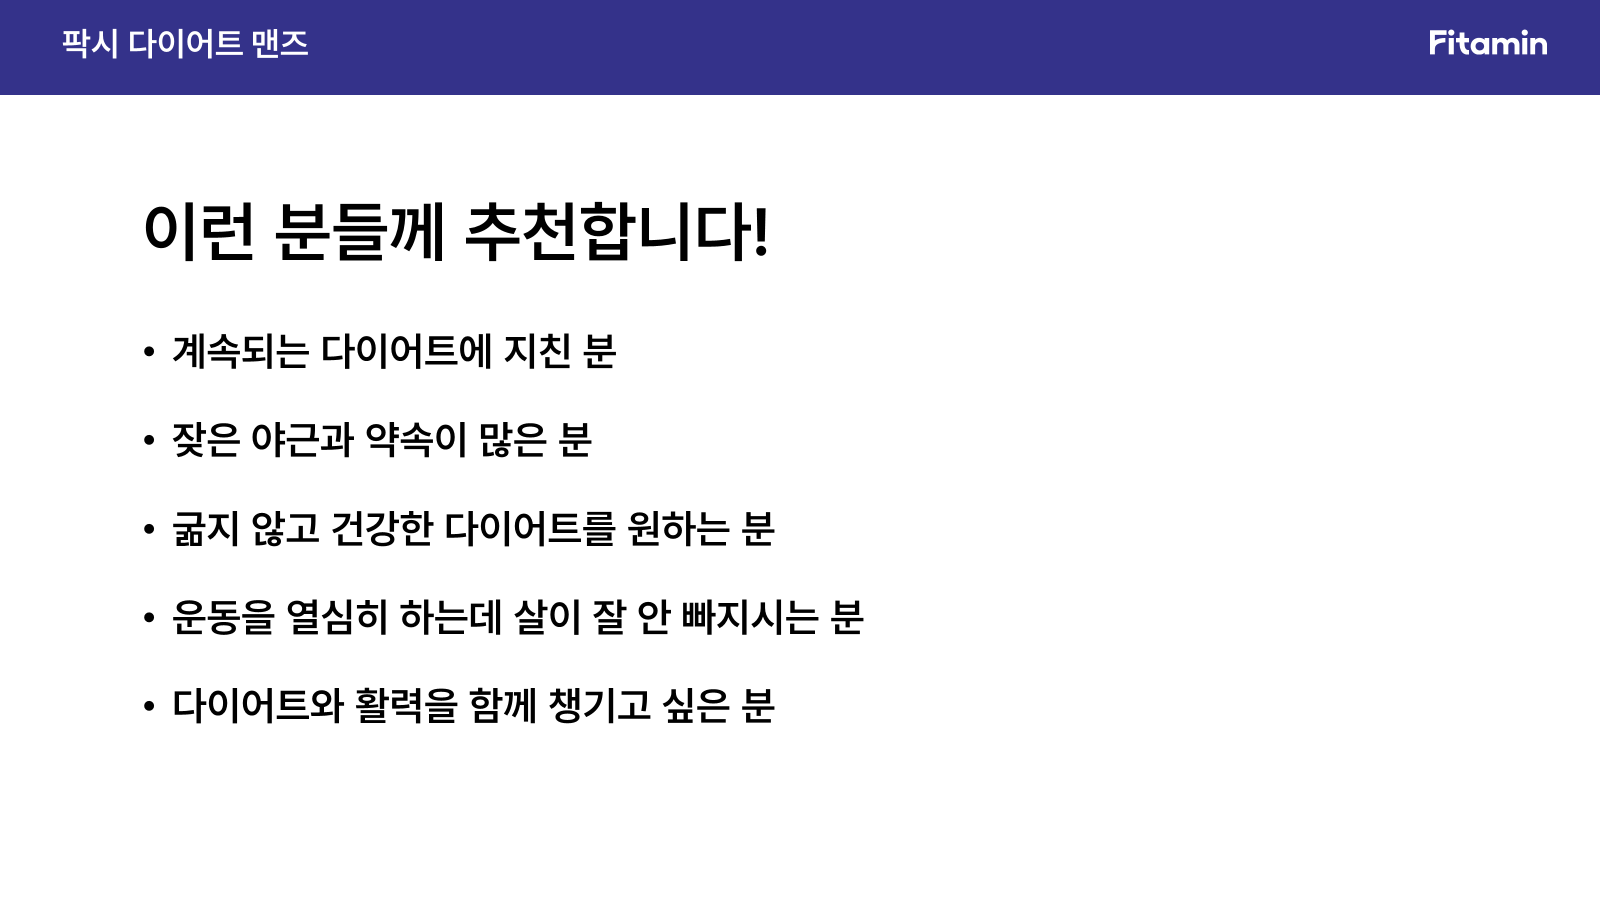 팍시 다이어트 맨즈
Fitamin
이런 분들께 추천합니다!
• 계속되는 다이어트에 지친 분
• 잦은 야근과 약속이 많은 분
• 굶지 않고 건강한 다이어트를 원하는 분
• 운동을 열심히 하는데 살이 잘 안 빠지시는 분
• 다이어트와 활력을 함께 챙기고 싶은 분